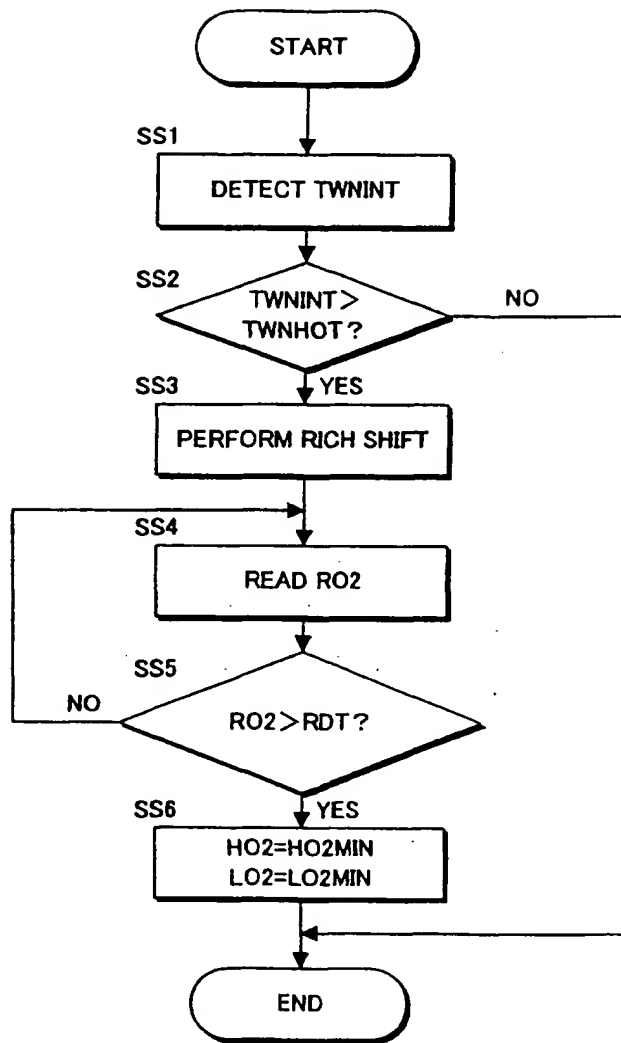 START
SS1
DETECT TWNINT
SS2
TWNINT>
TWNHOT?
NO
YES
SS3
PERFORM RICH SHIFT
SS4
READ RO2
SS5
NO
RO2>RDT?
YES
SS6
HO2=HO2MIN
LO2=LO2MIN
END